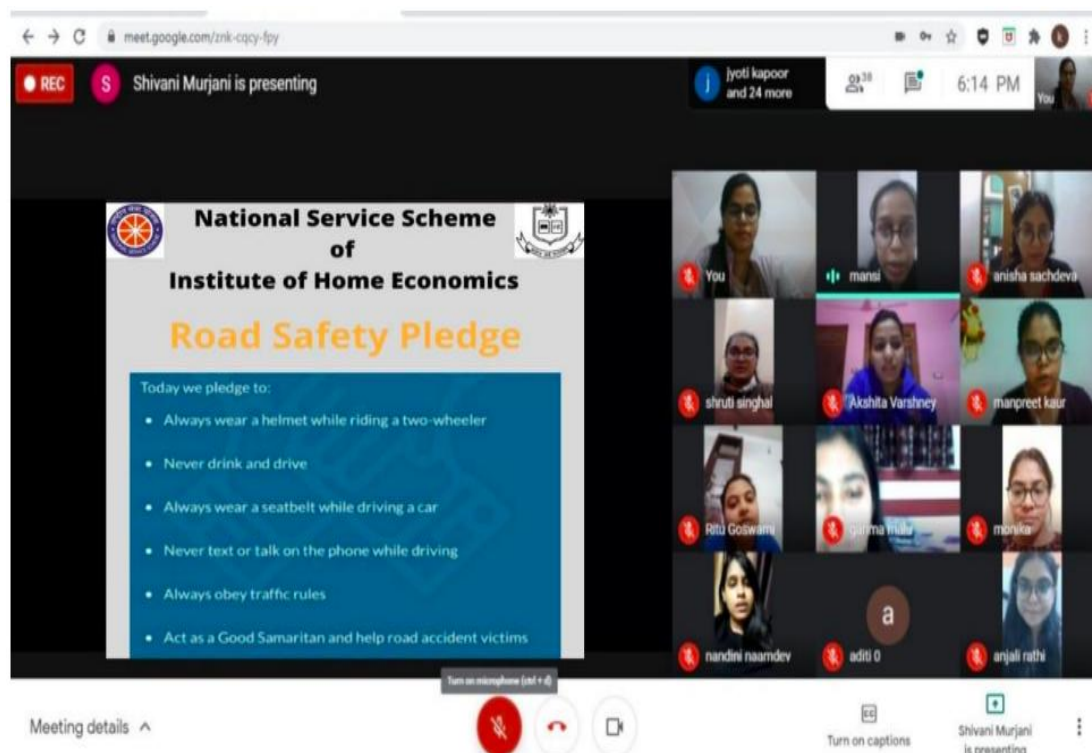 meet.google.com/znk-cqcy-fpy
REC
S
Shivani Murjani is presenting
j
jyoti kapoor
and 24 more
38
6:14 PM
You
National Service Scheme
of
Institute of Home Economics
Road Safety Pledge
Today we pledge to:
• Always wear a helmet while riding a two-wheeler
• Never drink and drive
• Always wear a seatbelt while driving a car
• Never text or talk on the phone while driving
• Always obey traffic rules
• Act as a Good Samaritan and help road accident victims
You
mansi
anisha sachdeva
shruti singhal
Akshita Varshney
manpreet kaur
Ritu Goswami
garima
monika
nandini naamdev
a
aditi 0
anjali rathi
Turn on microphone (ctrl + d)
Meeting details
CC
Turn on captions
Shivani Murjani
is presenting